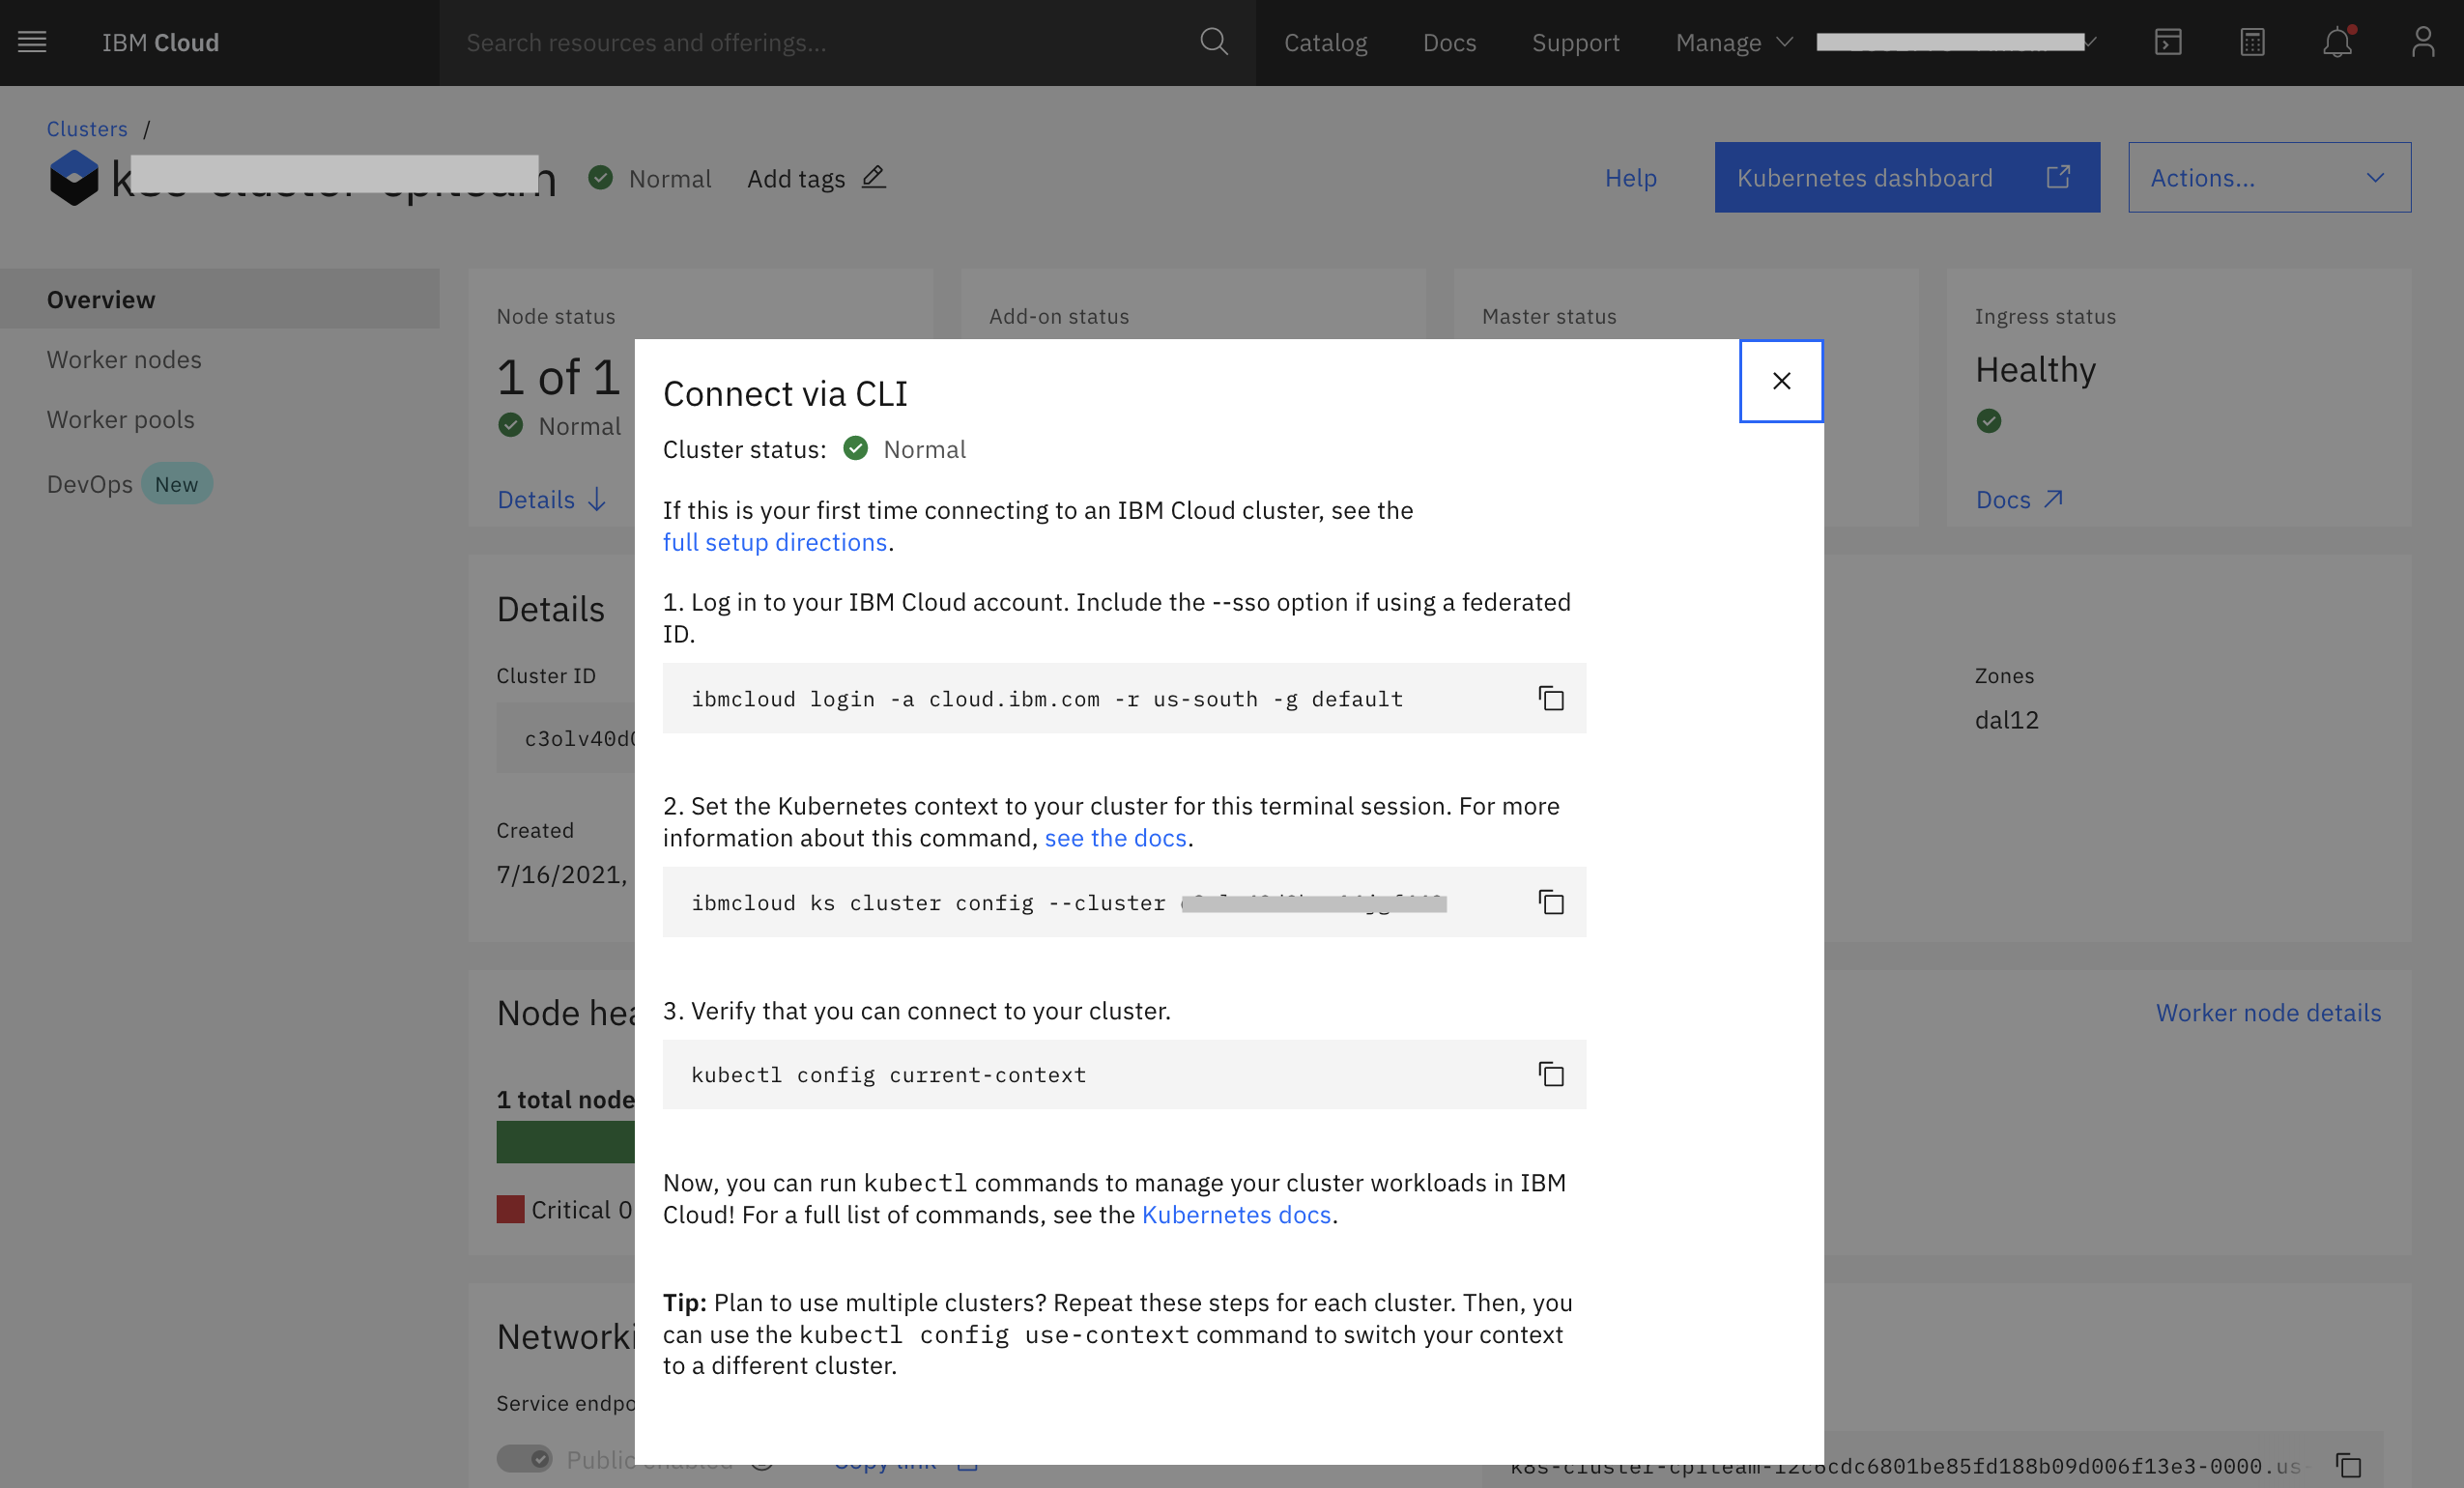 IBM Cloud
Search resources and offerings...
Catalog
Docs
Support
Manage
Clusters /
Normal
Add tags
Help
Kubernetes dashboard
Actions...
Overview
Worker nodes
Worker pools
DevOps New
Node status
1 of 1
Normal
Details
Add-on status
Master status
Ingress status
Healthy
Docs
Details
Cluster ID
c3olv40d
Created
7/16/2021,
Zones
dal12
Node hea
Worker node details
1 total node
Critical 0
Networki
Service endpo
Connect via CLI
Cluster status: Normal
If this is your first time connecting to an IBM Cloud cluster, see the
full setup directions.
1. Log in to your IBM Cloud account. Include the --sso option if using a federated
ID.
ibmcloud login -a cloud.ibm.com -r us-south -g default
2. Set the Kubernetes context to your cluster for this terminal session. For more
information about this command, see the docs.
ibmcloud ks cluster config --cluster
3. Verify that you can connect to your cluster.
kubectl config current-context
Now, you can run kubectl commands to manage your cluster workloads in IBM
Cloud! For a full list of commands, see the Kubernetes docs.
Tip: Plan to use multiple clusters? Repeat these steps for each cluster. Then, you
can use the kubectl config use-context command to switch your context
to a different cluster.
Public enabled
Copy link
k8s-cluster-cpiteam-12c6cdc6801be85fd188b09d006f13e3-0000.us-